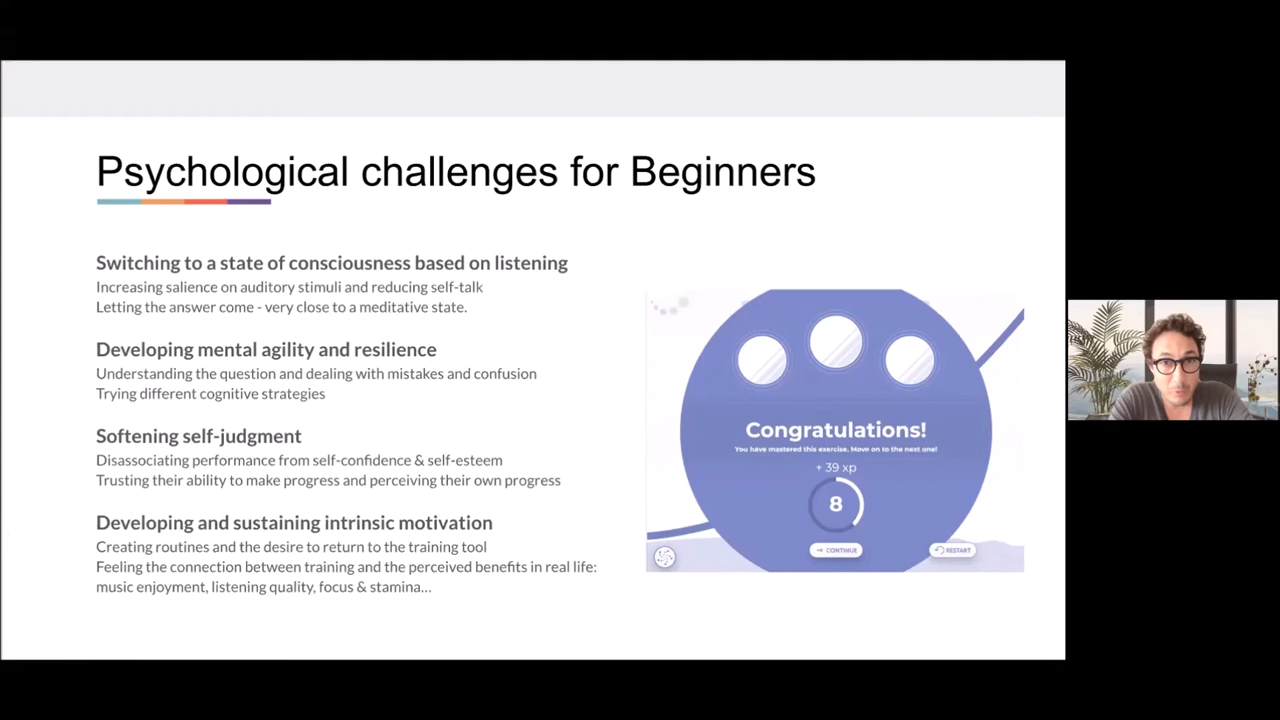 Psychological challenges for Beginners
Switching to a state of consciousness based on listening
Increasing salience on auditory stimuli and reducing self-talk
Letting the answer come - very close to a meditative state.
Developing mental agility and resilience
Understanding the question and dealing with mistakes and confusion
Trying different cognitive strategies
Softening self-judgment
Disassociating performance from self-confidence & self-esteem
Trusting their ability to make progress and perceiving their own progress
Developing and sustaining intrinsic motivation
Creating routines and the desire to return to the training tool
Feeling the connection between training and the perceived benefits in real life:
music enjoyment, listening quality, focus & stamina...
Congratulations!
You have mastered this exercise. Move on to the next one!
+ 39 xp
8
CONTINUE
RESTART